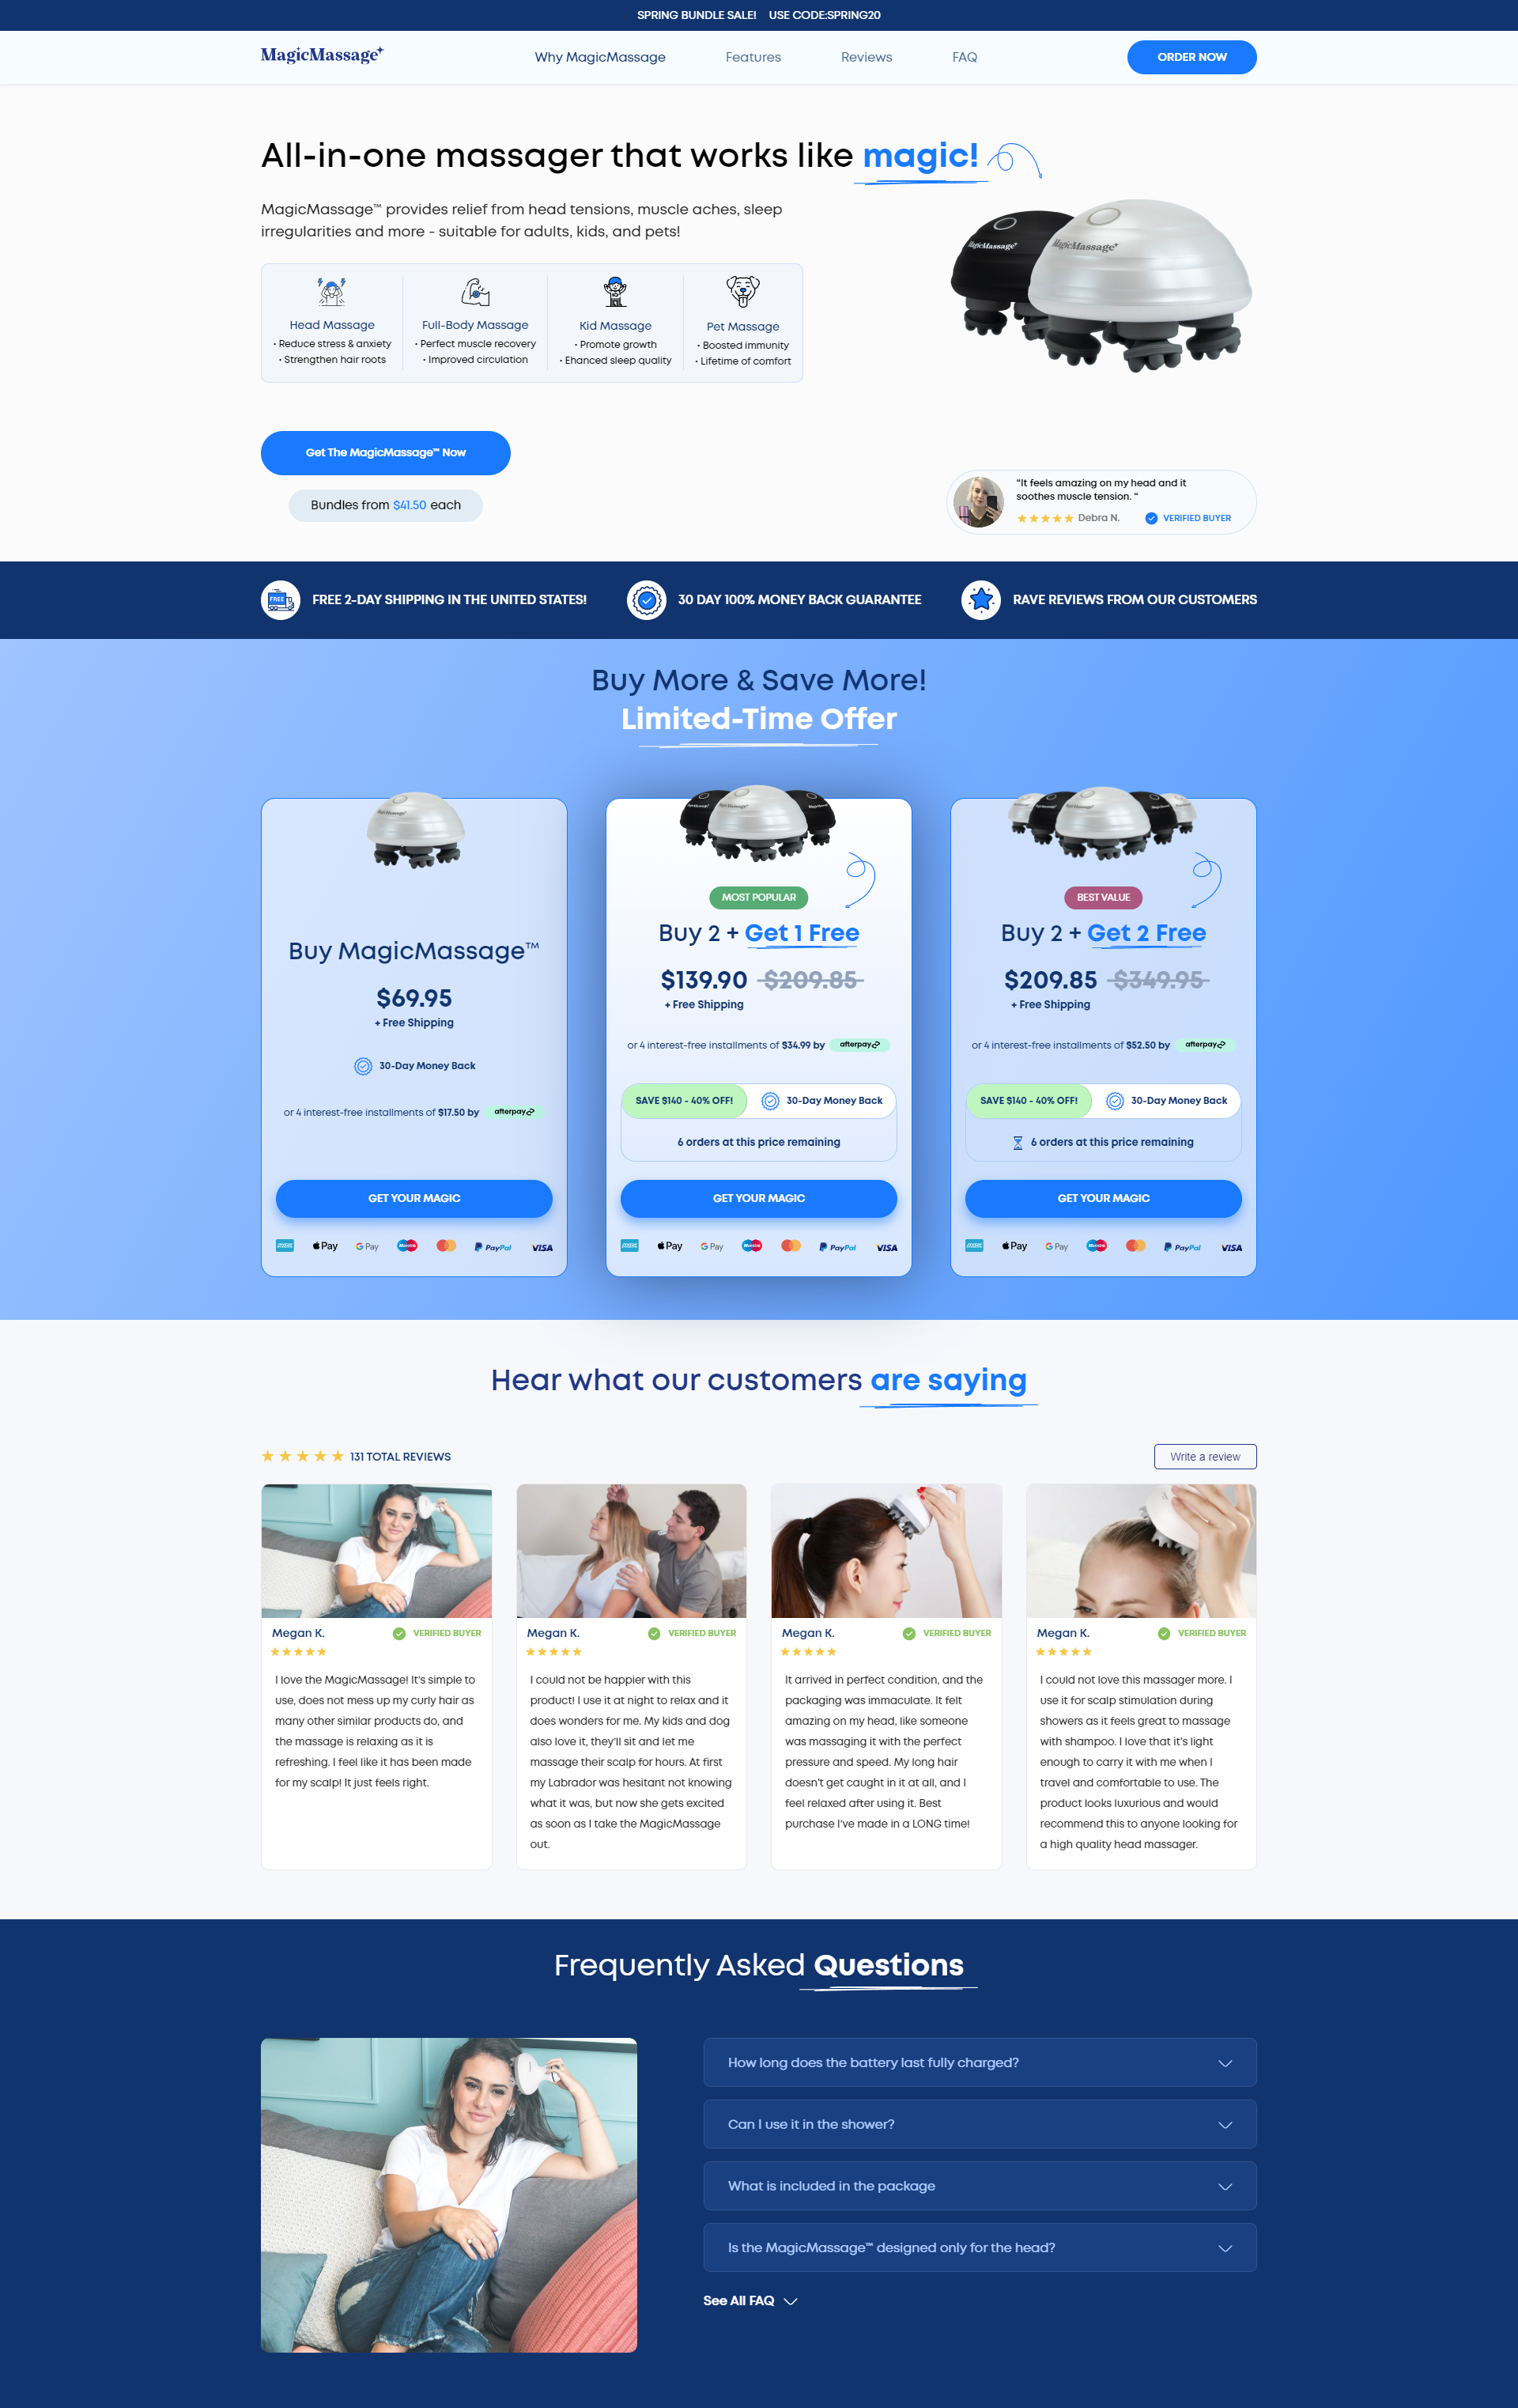 SPRING BUNDLE SALE! USE CODE:SPRING20
MagicMassage
Why MagicMassage
Features
Reviews
FAQ
ORDER NOW
All-in-one massager that works like magic!
MagicMassage™ provides relief from head tensions, muscle aches, sleep
irregularities and more - suitable for adults, kids, and pets!
Head Massage
• Reduce stress & anxiety
• Strengthen hair roots
Full-Body Massage
• Perfect muscle recovery
• Improved circulation
Kid Massage
• Promote growth
• Ehanced sleep quality
Pet Massage
• Boosted immunity
• Lifetime of comfort
MagicMassage
MagicMassage
Get The MagicMassage™ Now
Bundles from $41.50 each
“It feels amazing on my head and it
soothes muscle tension. “
Debra N.
VERIFIED BUYER
FREE
FREE 2-DAY SHIPPING IN THE UNITED STATES!
30 DAY 100% MONEY BACK GUARANTEE
RAVE REVIEWS FROM OUR CUSTOMERS
Buy More & Save More!
Limited-Time Offer
Buy MagicMassage™
$69.95
+ Free Shipping
30-Day Money Back
or 4 interest-free installments of $17.50 by afterpay
GET YOUR MAGIC
Pay
G Pay
PayPal
VISA
MOST POPULAR
Buy 2 + Get 1 Free
$139.90 $209.85
+ Free Shipping
or 4 interest-free installments of $34.99 by afterpay
SAVE $140 - 40% OFF!
30-Day Money Back
6 orders at this price remaining
GET YOUR MAGIC
Pay
G Pay
PayPal
VISA
BEST VALUE
Buy 2 + Get 2 Free
$209.85 $349.95
+ Free Shipping
or 4 interest-free installments of $52.50 by afterpay
SAVE $140 - 40% OFF!
30-Day Money Back
6 orders at this price remaining
GET YOUR MAGIC
Pay
G Pay
PayPal
VISA
Hear what our customers are saying
131 TOTAL REVIEWS
Write a review
Megan K.
VERIFIED BUYER
I love the MagicMassage! It’s simple to
use, does not mess up my curly hair as
many other similar products do, and
the massage is relaxing as it is
refreshing. I feel like it has been made
for my scalp! It just feels right.
Megan K.
VERIFIED BUYER
I could not be happier with this
product! I use it at night to relax and it
does wonders for me. My kids and dog
also love it, they’ll sit and let me
massage their scalp for hours. At first
my Labrador was hesitant not knowing
what it was, but now she gets excited
as soon as I take the MagicMassage
out.
Megan K.
VERIFIED BUYER
It arrived in perfect condition, and the
packaging was immaculate. It felt
amazing on my head, like someone
was massaging it with the perfect
pressure and speed. My long hair
doesn’t get caught in it at all, and I
feel relaxed after using it. Best
purchase I’ve made in a LONG time!
Megan K.
VERIFIED BUYER
I could not love this massager more. I
use it for scalp stimulation during
showers as it feels great to massage
with shampoo. I love that it’s light
enough to carry it with me when I
travel and comfortable to use. The
product looks luxurious and would
recommend this to anyone looking for
a high quality head massager.
Frequently Asked Questions
How long does the battery last fully charged?
Can I use it in the shower?
What is included in the package
Is the MagicMassage™ designed only for the head?
See All FAQ